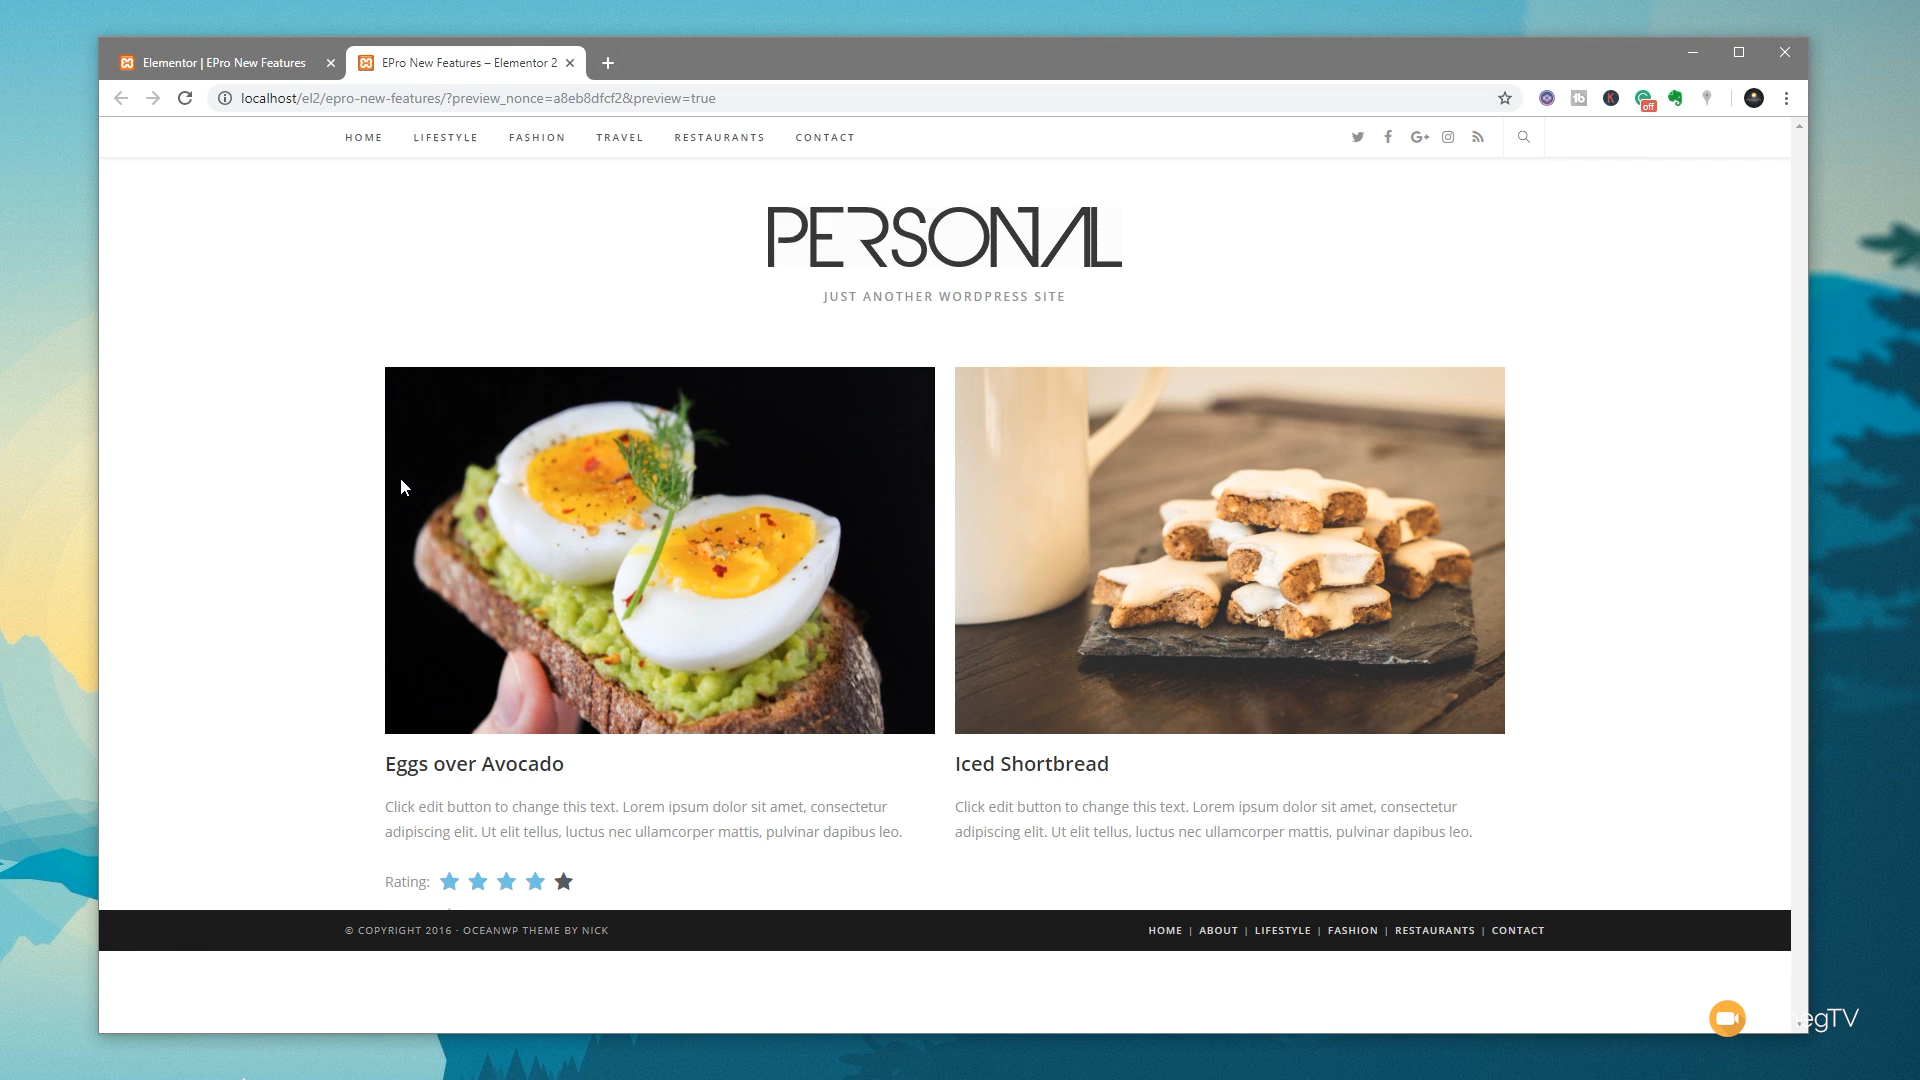 Elementor | EPro New Features
EPro New Features – Elementor 2
localhost/el2/epro-new-features/?preview_nonce=a8eb8dfcf2&preview=true
off
HOME LIFESTYLE FASHION TRAVEL RESTAURANTS CONTACT
PERSONAL
JUST ANOTHER WORDPRESS SITE
Eggs over Avocado
Click edit button to change this text. Lorem ipsum dolor sit amet, consectetur
adipiscing elit. Ut elit tellus, luctus nec ullamcorper mattis, pulvinar dapibus leo.
Rating:
Iced Shortbread
Click edit button to change this text. Lorem ipsum dolor sit amet, consectetur
adipiscing elit. Ut elit tellus, luctus nec ullamcorper mattis, pulvinar dapibus leo.
© COPYRIGHT 2016 · OCEANWP THEME BY NICK
HOME | ABOUT | LIFESTYLE | FASHION | RESTAURANTS | CONTACT